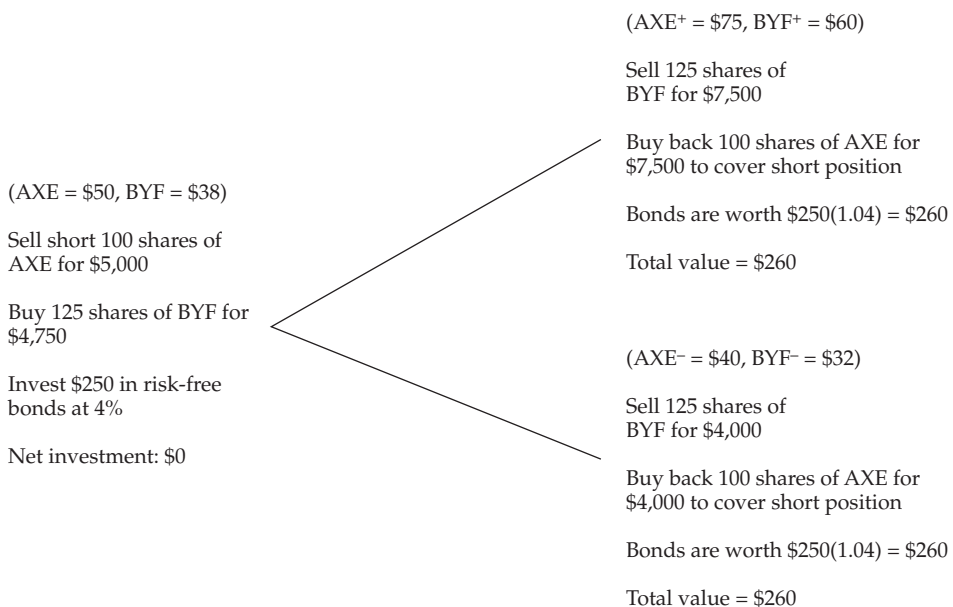 (AXE = $50, BYF = $38)
Sell short 100 shares of
AXE for $5,000
Buy 125 shares of BYF for
$4,750
Invest $250 in risk-free
bonds at 4%
Net investment: $0
(AXE⁺ = $75, BYF⁺ = $60)
Sell 125 shares of
BYF for $7,500
Buy back 100 shares of AXE for
$7,500 to cover short position
Bonds are worth $250(1.04) = $260
Total value = $260
(AXE⁻ = $40, BYF⁻ = $32)
Sell 125 shares of
BYF for $4,000
Buy back 100 shares of AXE for
$4,000 to cover short position
Bonds are worth $250(1.04) = $260
Total value = $260